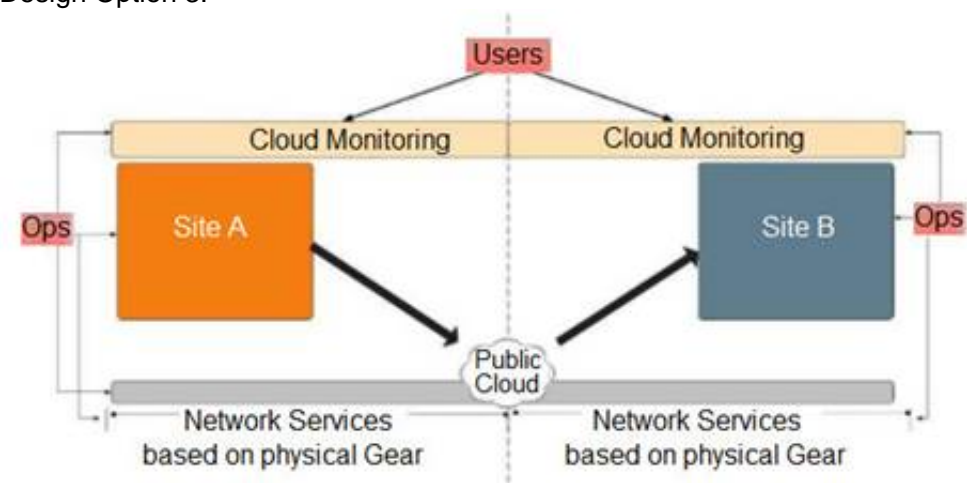 Design Option 3:
Users
Cloud Monitoring
Cloud Monitoring
Ops
Site A
Site B
Ops
Public
Cloud
Network Services
based on physical Gear
Network Services
based on physical Gear